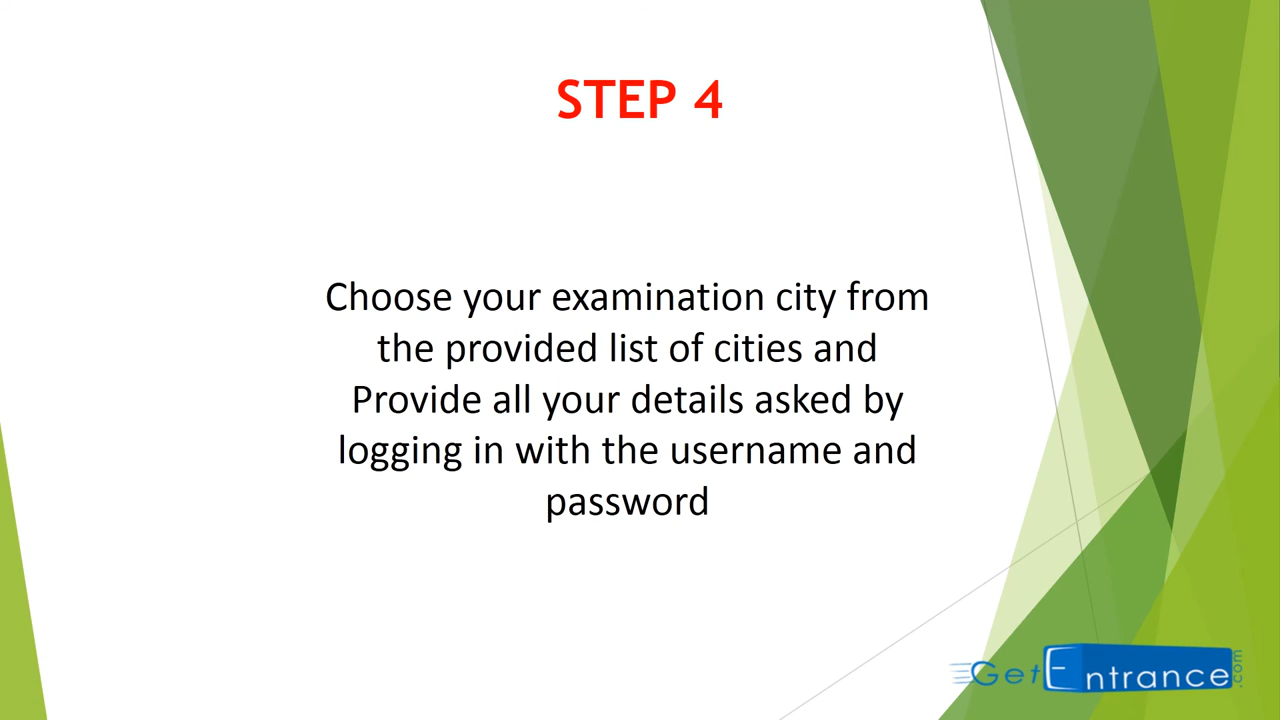 STEP 4
Choose your examination city from
the provided list of cities and
Provide all your details asked by
logging in with the username and
password
GetEntrance.com